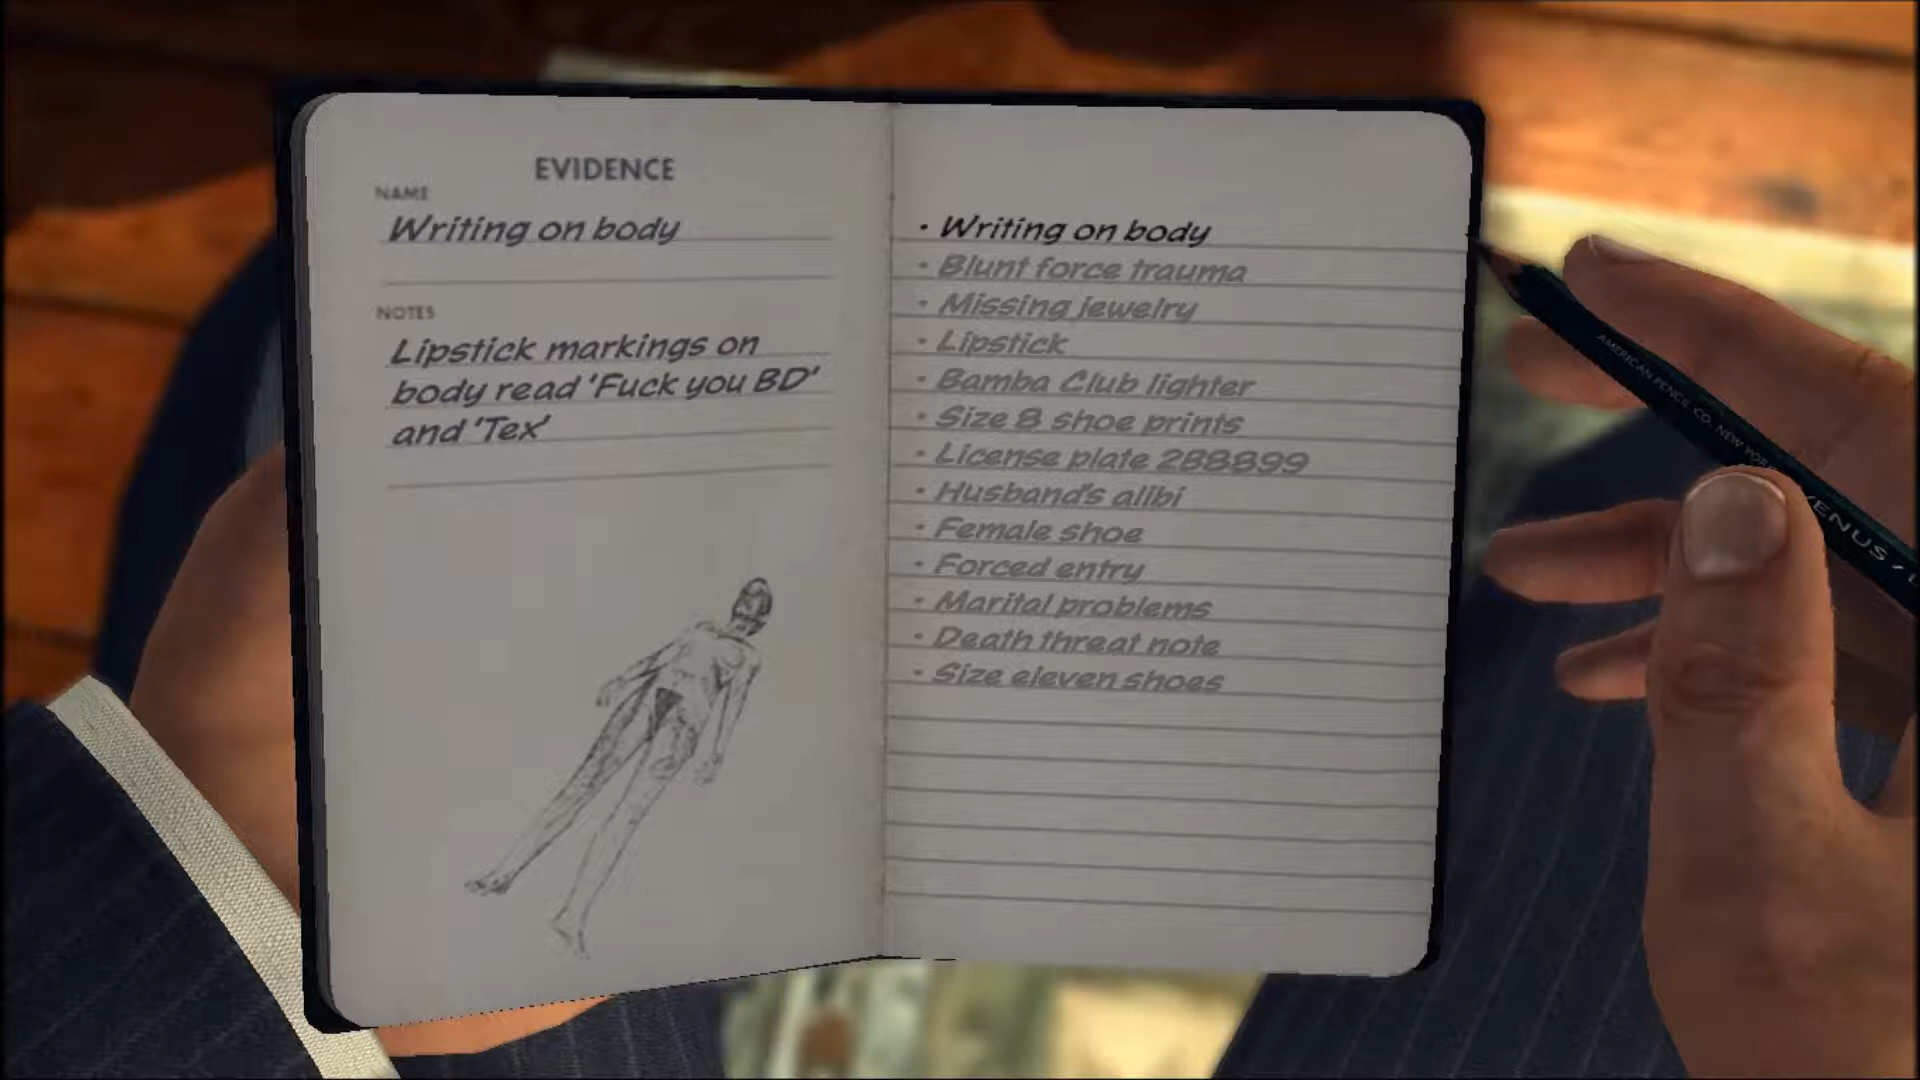 EVIDENCE
NAME
Writing on body
NOTES
Lipstick markings on
body read 'Fuck you BD'
and 'Tex'
• Writing on body
• Blunt force trauma
• Missing jewelry
• Lipstick
• Bamba Club lighter
• Size 8 shoe prints
• License plate 2B8899
• Husband's alibi
• Female shoe
• Forced entry
• Marital problems
• Death threat note
• Size eleven shoes
AMERICAN PENCIL CO. NEW YORK
VENUS